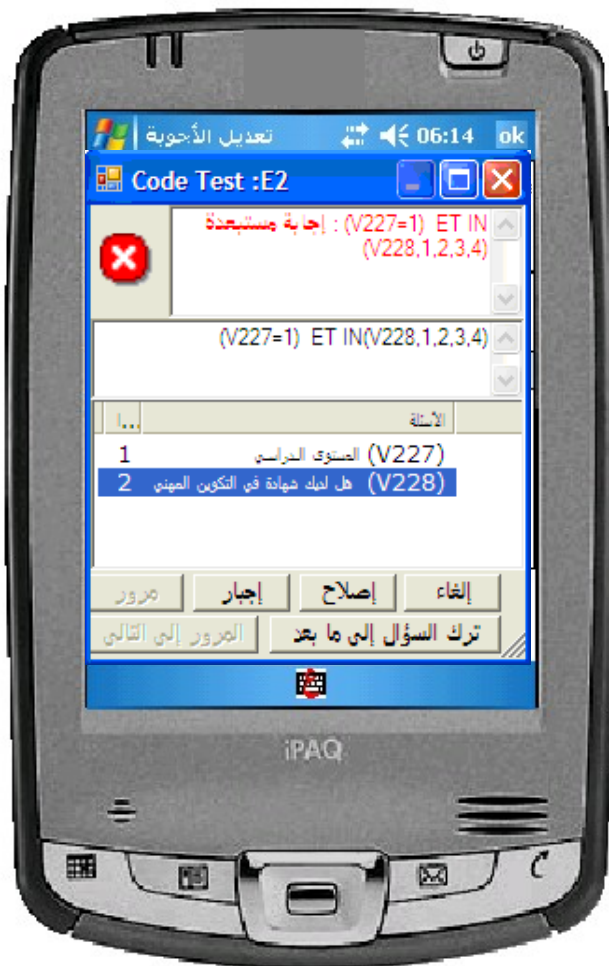 تعديل الأجوبة 06:14 ok
Code Test :E2
إجابة مستبعدة : (V227=1) ET IN
(V228,1,2,3,4)
(V227=1) ET IN(V228,1,2,3,4)
الأسئلة ا...
(V227) المستوى الدراسي 1
(V228) هل لديك شهادة في التكوين المهني 2
إلغاء إصلاح إجبار مرور
ترك السؤال إلى ما بعد المرور إلى التالي
iPAQ